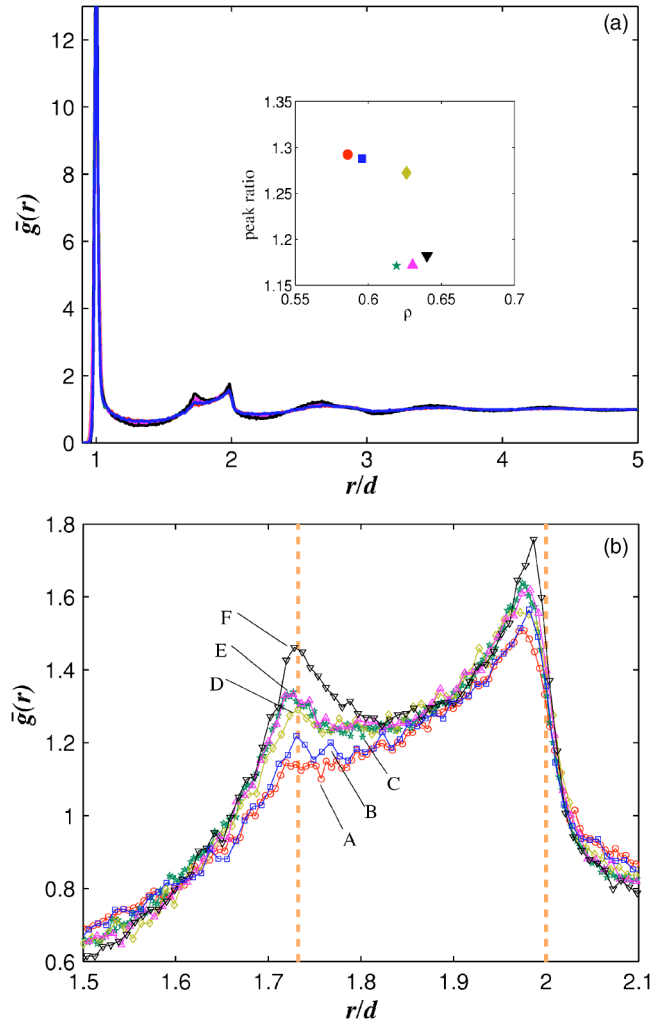 (a)
12
10
8
6
4
2
0
ḡ(r)
1 2 3 4 5
r/d
1.35
1.3
1.25
1.2
1.15
peak ratio
0.55 0.6 0.65 0.7
ρ
(b)
1.8
1.6
1.4
1.2
1
0.8
0.6
ḡ(r)
F
E
D
C
B
A
1.5 1.6 1.7 1.8 1.9 2 2.1
r/d